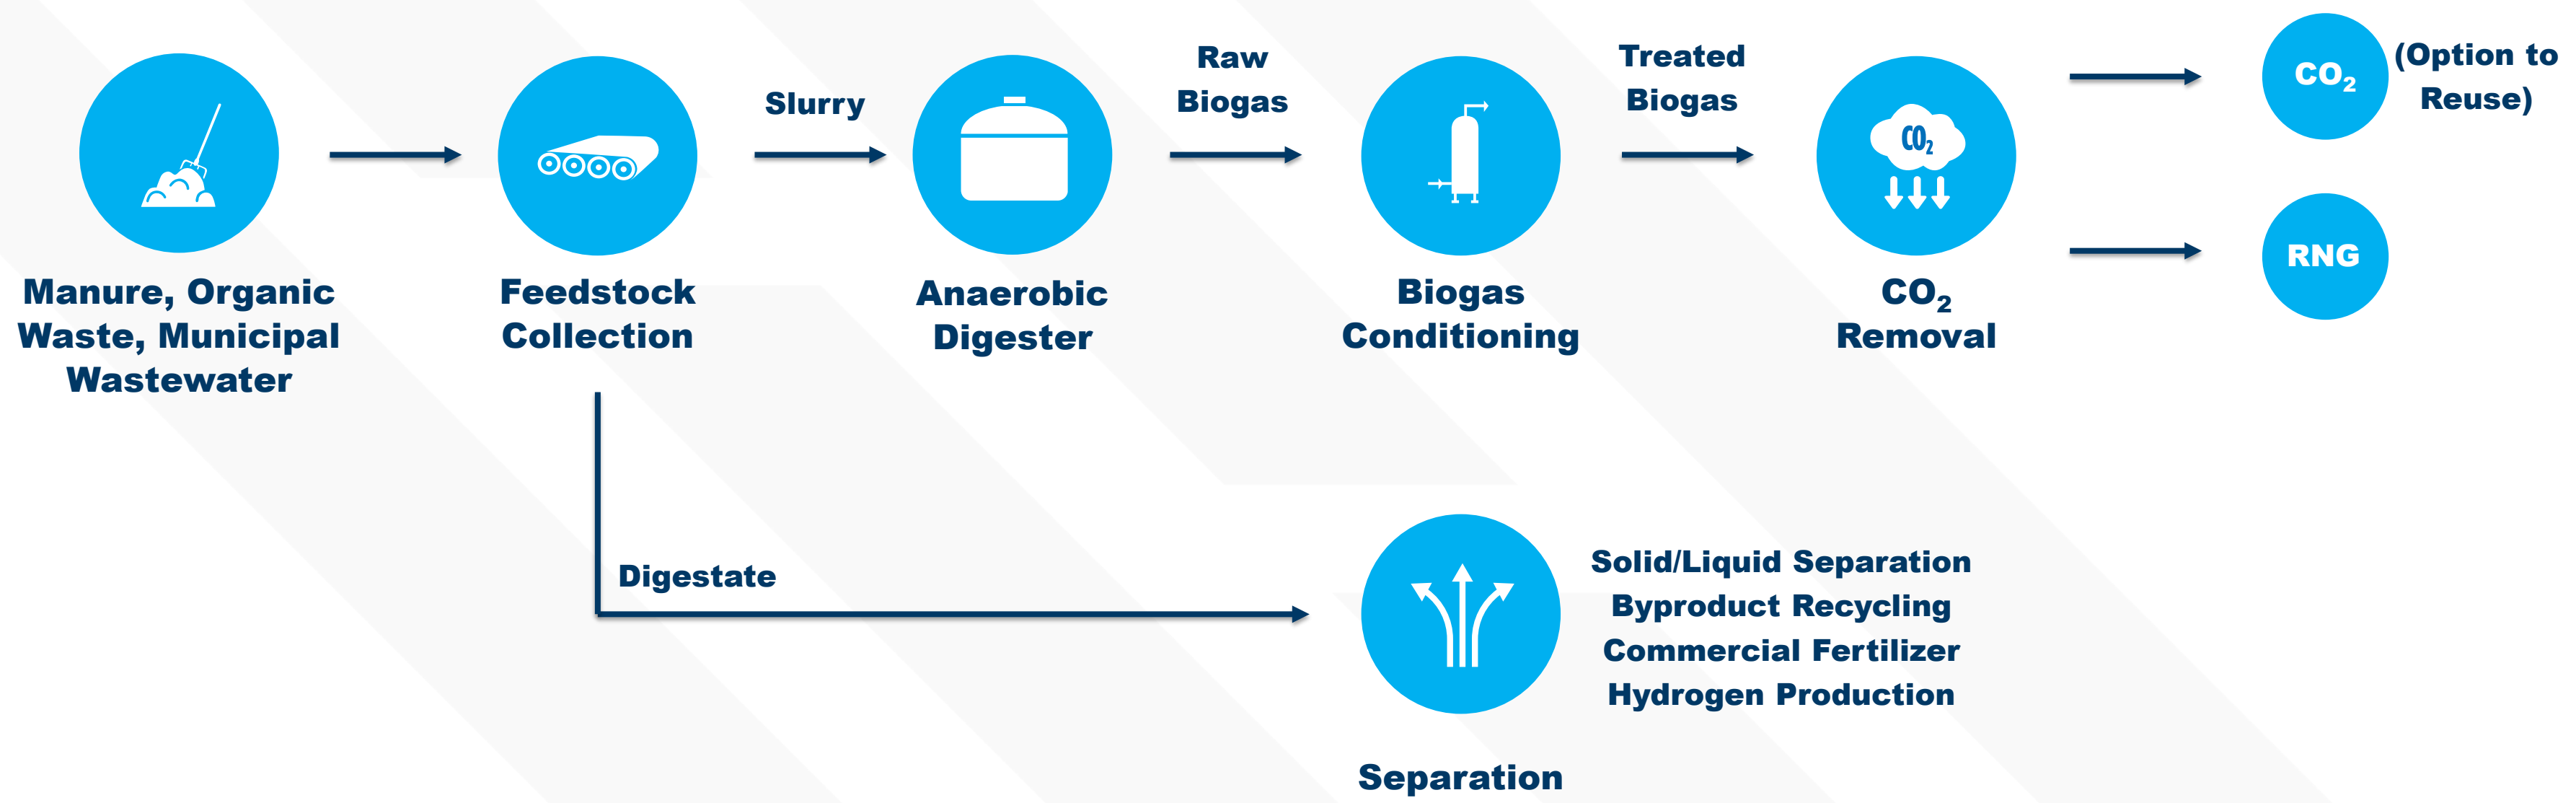 Manure, Organic
Waste, Municipal
Wastewater
Feedstock
Collection
Slurry
Anaerobic
Digester
Raw
Biogas
Biogas
Conditioning
Treated
Biogas
CO₂
CO₂
Removal
CO₂
(Option to
Reuse)
RNG
Digestate
Separation
Solid/Liquid Separation
Byproduct Recycling
Commercial Fertilizer
Hydrogen Production